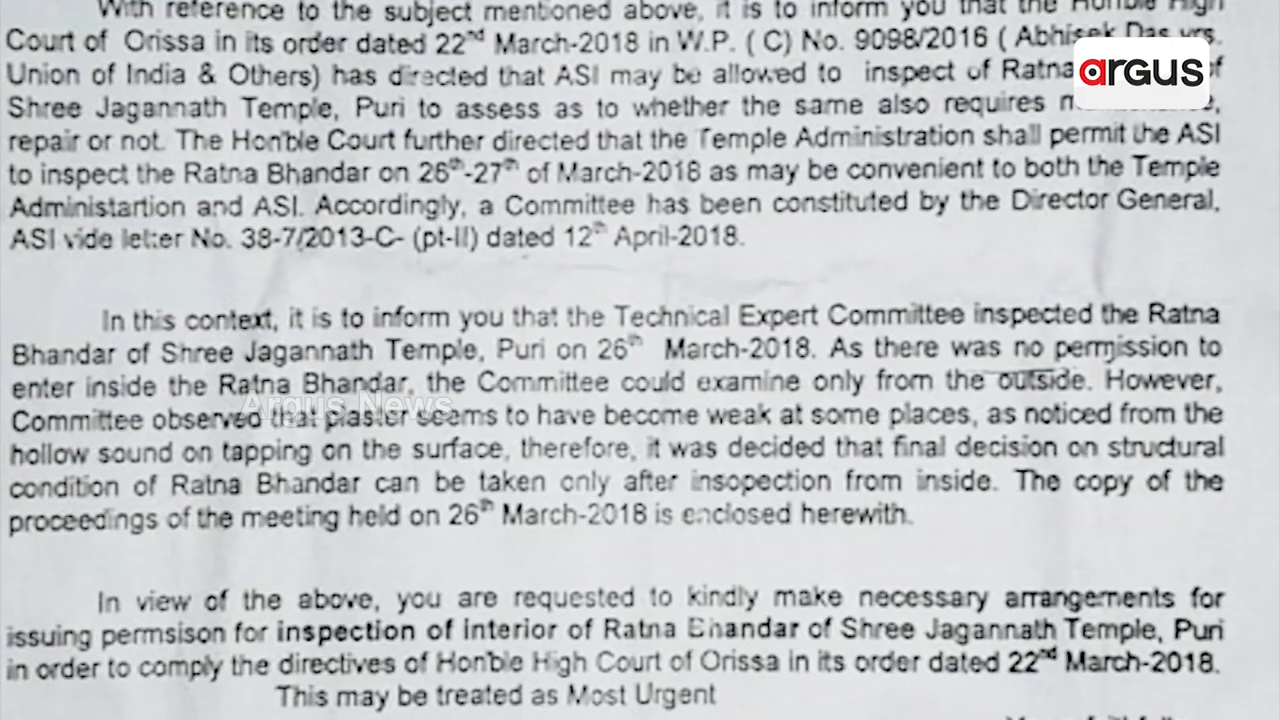 With reference to the subject mentioned above, it is to inform you that the Hon'ble High
Court of Orissa in its order dated 22nd March-2018 in W.P. ( C) No. 9098/2016 ( Abhisek Das vrs.
Union of India & Others) has directed that ASI may be allowed to inspect of Ratna of
Shree Jagannath Temple, Puri to assess as to whether the same also requires
repair or not. The Hon'ble Court further directed that the Temple Administration shall permit the ASI
to inspect the Ratna Bhandar on 26th-27th of March-2018 as may be convenient to both the Temple
Administartion and ASI. Accordingly, a Committee has been constituted by the Director General,
ASI vide letter No. 38-7/2013-C- (pt-II) dated 12th April-2018.
In this context, it is to inform you that the Technical Expert Committee inspected the Ratna
Bhandar of Shree Jagannath Temple, Puri on 26th March-2018. As there was no permission to
enter inside the Ratna Bhandar, the Committee could examine only from the outside. However,
Committee observed that plaster seems to have become weak at some places, as noticed from the
hollow sound on tapping on the surface, therefore, it was decided that final decision on structural
condition of Ratna Bhandar can be taken only after insopection from inside. The copy of the
proceedings of the meeting held on 26th March-2018 is enclosed herewith.
In view of the above, you are requested to kindly make necessary arrangements for
issuing permsison for inspection of interior of Ratna Bhandar of Shree Jagannath Temple, Puri
in order to comply the directives of Hon'ble High Court of Orissa in its order dated 22nd March-2018.
This may be treated as Most Urgent
argus
Argus News